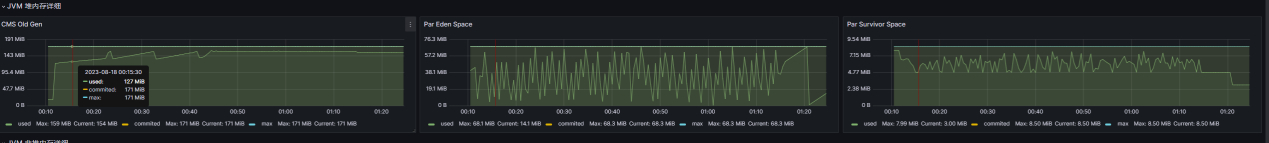 JVM 堆内存详细
CMS Old Gen
191 MiB
143 MiB
95.4 MiB
47.7 MiB
0 B
2023-08-18 00:15:30
used: 127 MiB
commited: 171 MiB
max: 171 MiB
00:10 00:20 00:30 00:40 00:50 01:00 01:10 01:20
used Max: 159 MiB Current: 154 MiB commited Max: 171 MiB Current: 171 MiB max Max: 171 MiB Current: 171 MiB
Par Eden Space
76.3 MiB
57.2 MiB
38.1 MiB
19.1 MiB
0 B
00:10 00:20 00:30 00:40 00:50 01:00 01:10 01:20
used Max: 68.1 MiB Current: 14.1 MiB commited Max: 68.3 MiB Current: 68.3 MiB max Max: 68.3 MiB Current: 68.3 MiB
Par Survivor Space
9.54 MiB
7.15 MiB
4.77 MiB
2.38 MiB
0 B
00:10 00:20 00:30 00:40 00:50 01:00 01:10 01:20
used Max: 7.99 MiB Current: 3.00 MiB commited Max: 8.50 MiB Current: 8.50 MiB max Max: 8.50 MiB Current: 8.50 MiB
JVM 非堆内存详细